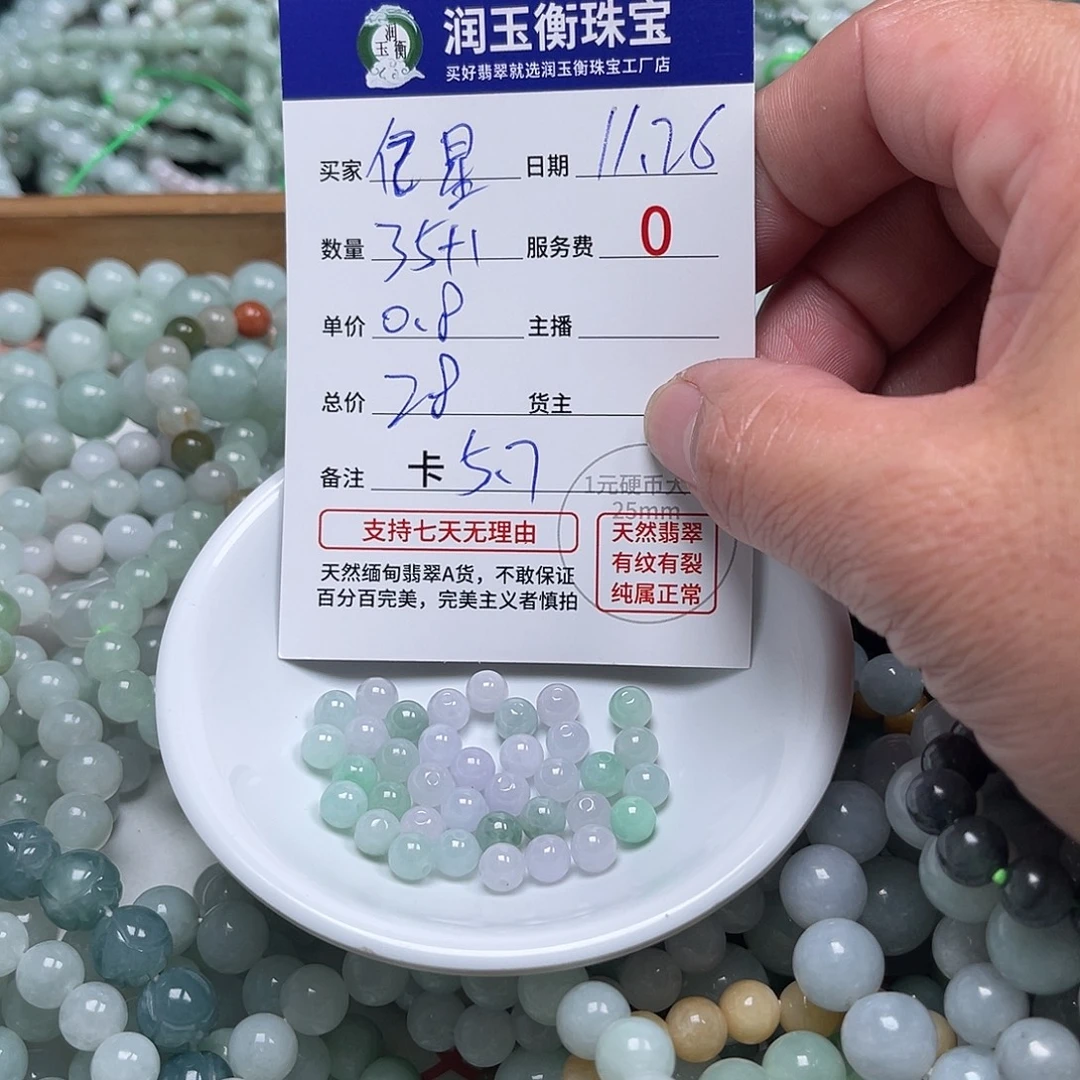 润玉衡
润玉衡珠宝
买好翡翠就选润玉衡珠宝工厂店
买家 亿星 日期 11.26
数量 35+1 服务费 0
单价 0.8 主播
总价 28 货主
备注 卡 5.7
1元硬币大
25mm
支持七天无理由
天然缅甸翡翠A货，不敢保证
百分百完美，完美主义者慎拍
天然翡翠
有纹有裂
纯属正常